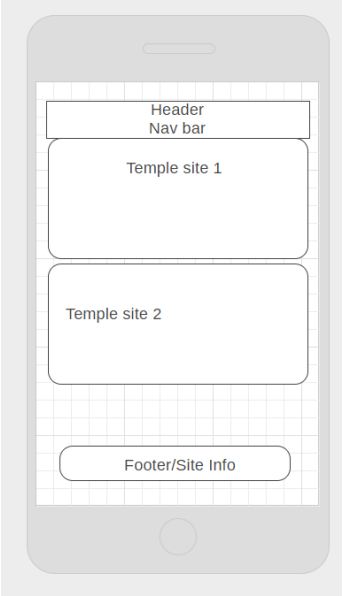 Header
Nav bar
Temple site 1
Temple site 2
Footer/Site Info